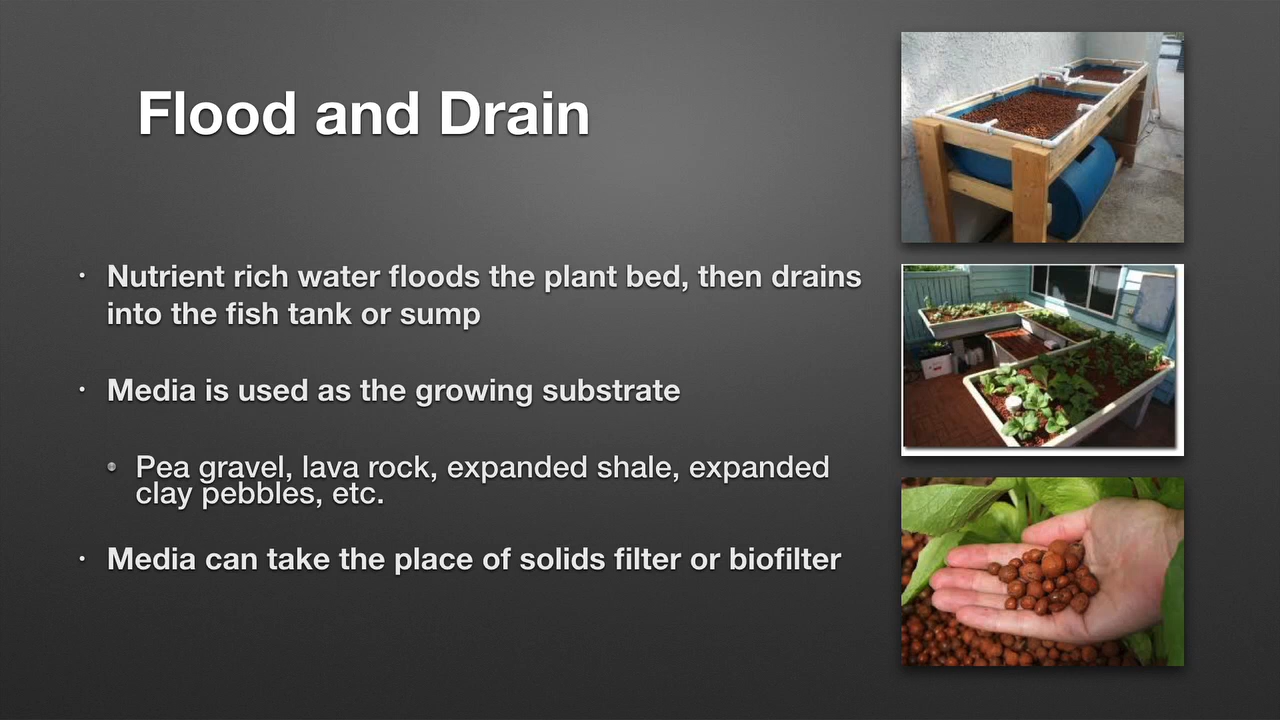 Flood and Drain
Nutrient rich water floods the plant bed, then drains
into the fish tank or sump
Media is used as the growing substrate
Pea gravel, lava rock, expanded shale, expanded
clay pebbles, etc.
Media can take the place of solids filter or biofilter